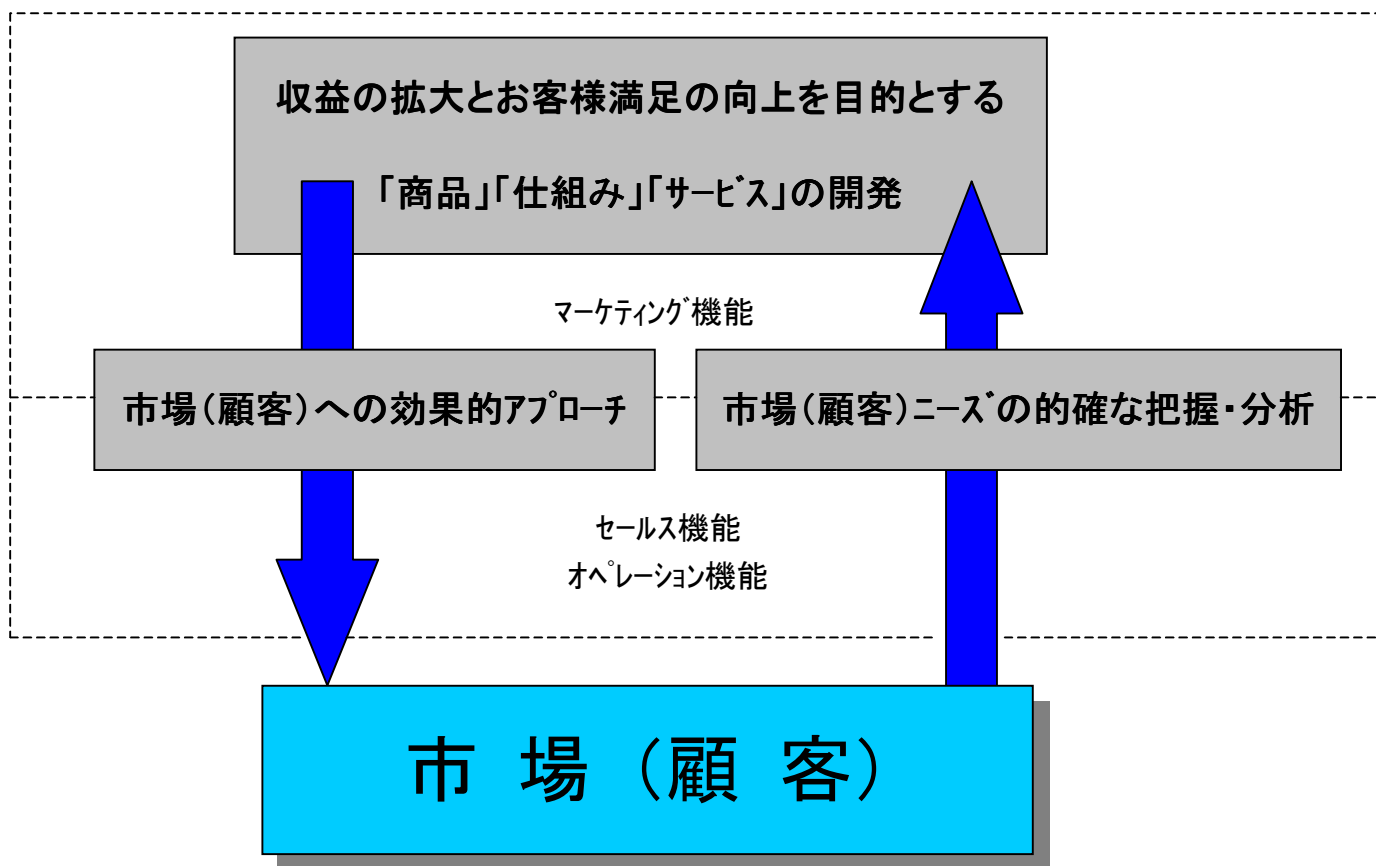 収益の拡大とお客様満足の向上を目的とする
「商品」「仕組み」「ｻｰﾋﾞｽ」の開発
ﾏｰｹﾃｨﾝｸﾞ機能
市場(顧客)への効果的ｱﾌﾟﾛｰﾁ
市場(顧客)ﾆｰｽﾞの的確な把握・分析
ｾｰﾙｽ機能
ｵﾍﾟﾚｰｼｮﾝ機能
市 場 (顧 客)